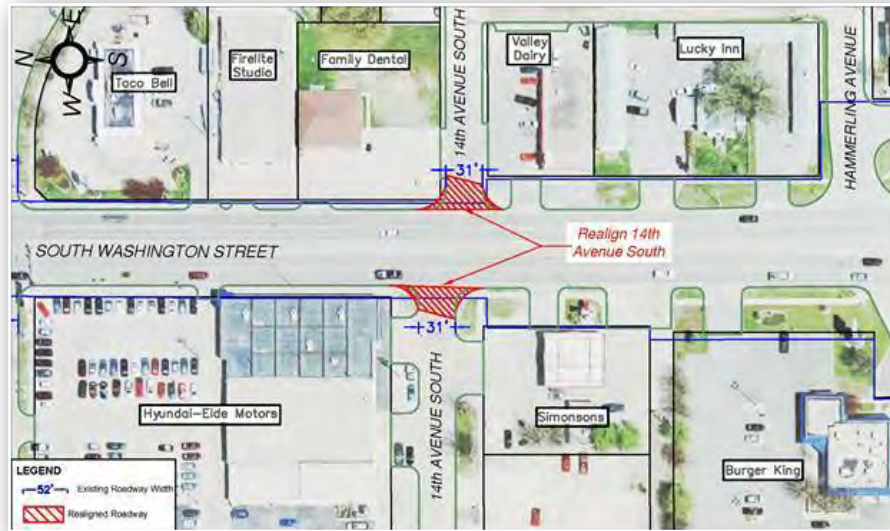 N
E
S
W
Taco Bell
Firelite
Studio
Family Dental
14th AVENUE SOUTH
Valley
Dairy
Lucky Inn
HAMMERLING AVENUE
31'
Realign 14th
Avenue South
SOUTH WASHINGTON STREET
31'
Hyundai-Eide Motors
14th AVENUE SOUTH
Simonsons
Burger King
LEGEND
52' Existing Roadway Width
Realigned Roadway